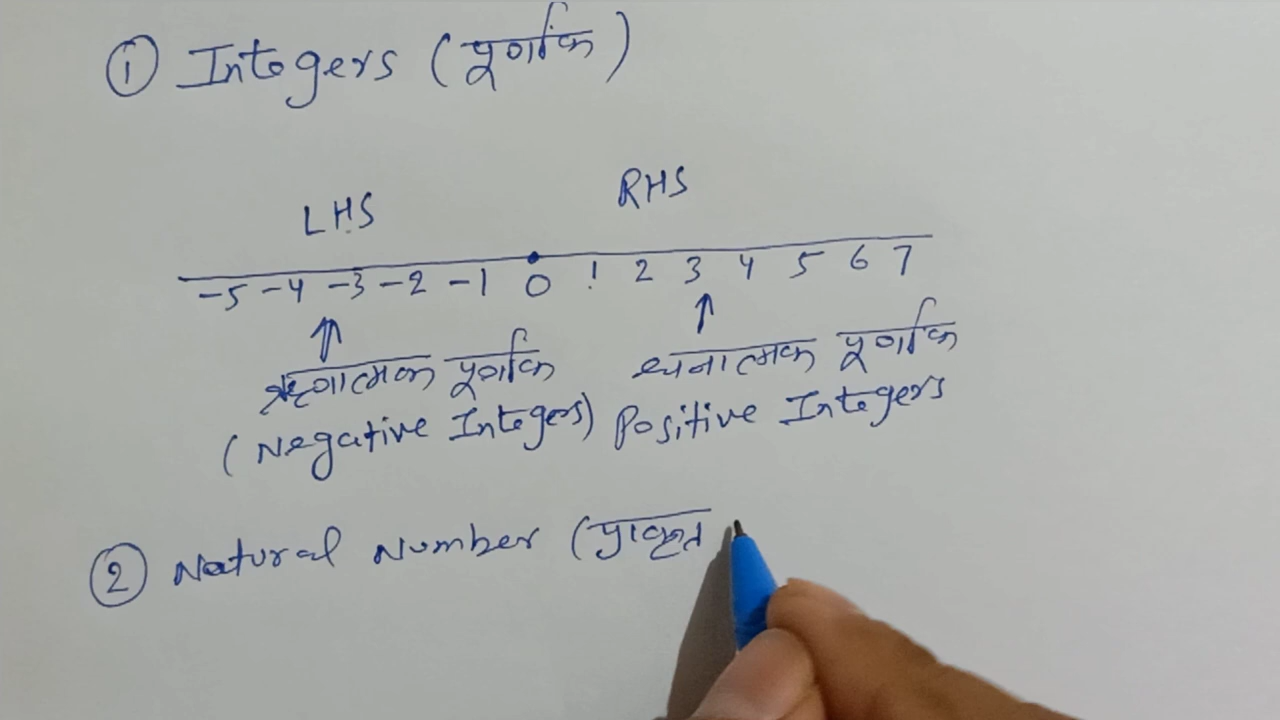 ① Integers (पूर्णांक)
LHS RHS
-5 -4 -3 -2 -1 0 1 2 3 4 5 6 7
ऋणात्मक पूर्णांक धनात्मक पूर्णांक
(Negative Integers) Positive Integers
② Natural Number (प्राकृत